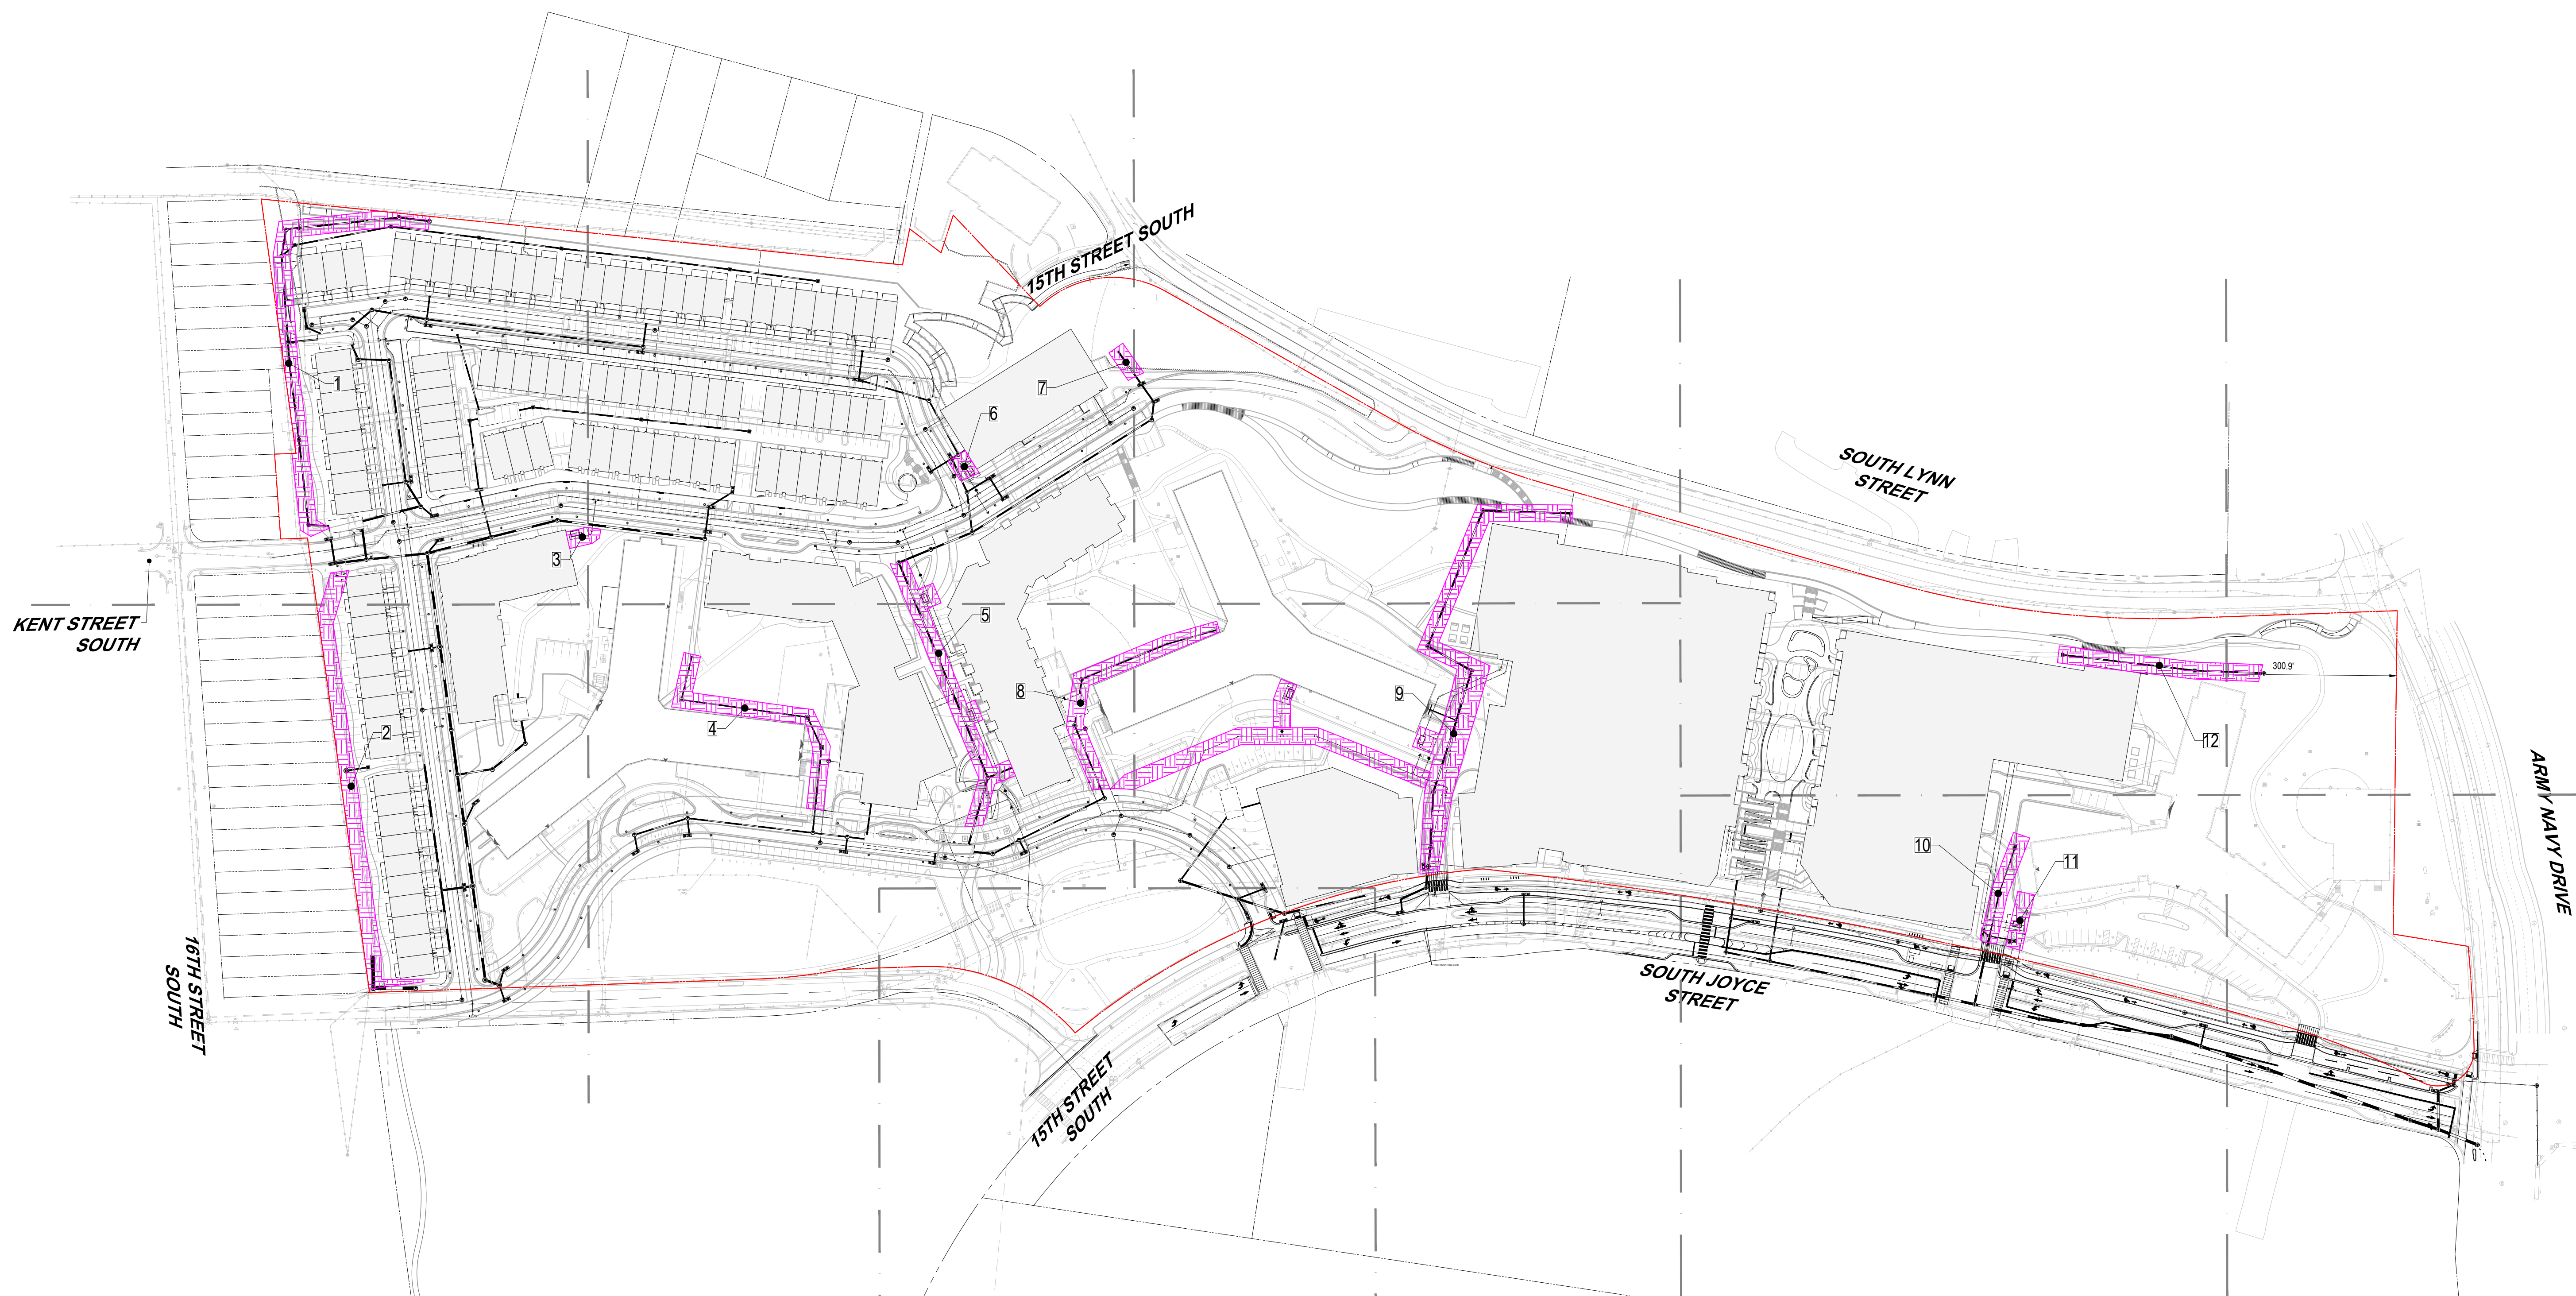 15TH STREET SOUTH
SOUTH LYNN
STREET
1
7
6
3
5
KENT STREET
SOUTH
300.9'
8
9
4
2
12
ARMY NAVY DRIVE
10
11
16TH STREET
SOUTH
SOUTH JOYCE
STREET
15TH STREET
SOUTH